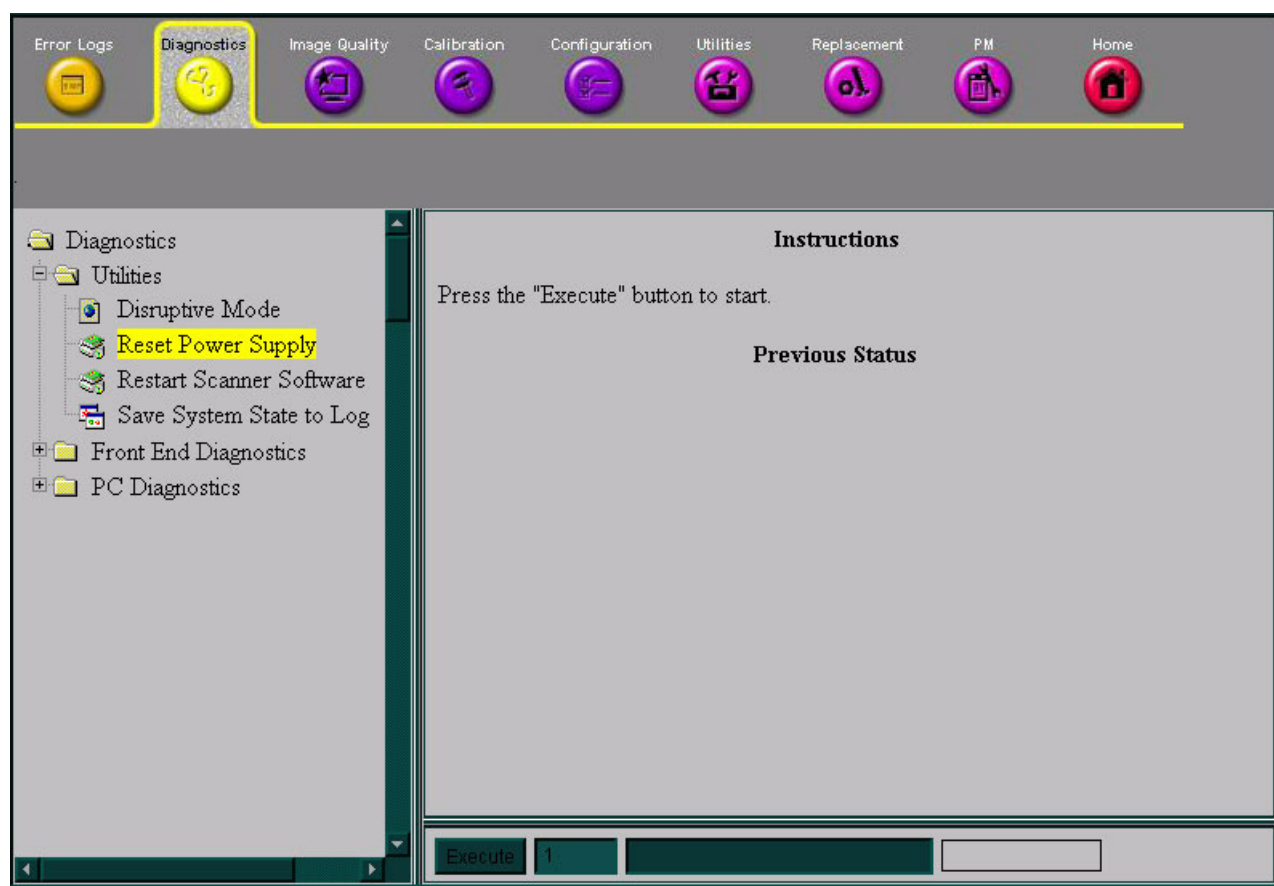 Error Logs
Diagnostics
Image Quality
Calibration
Configuration
Utilities
Replacement
PM
Home
Diagnostics
Utilities
Disruptive Mode
Reset Power Supply
Restart Scanner Software
Save System State to Log
Front End Diagnostics
PC Diagnostics
Instructions
Press the "Execute" button to start.
Previous Status
Execute
1